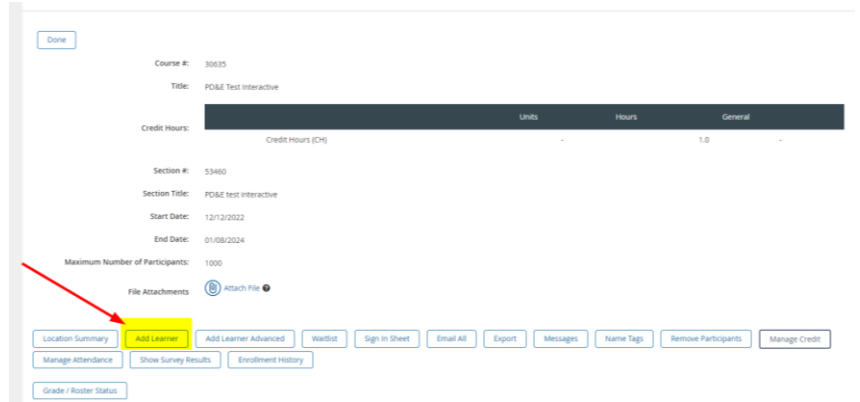 Done
Course #: 30635
Title: PD&E Test Interactive
Units Hours General
Credit Hours:
Credit Hours (CH) - 1.0 -
Section #: 53460
Section Title: PD&E test interactive
Start Date: 12/12/2022
End Date: 01/08/2024
Maximum Number of Participants: 1000
File Attachments Attach File ?
Location Summary Add Learner Add Learner Advanced Waitlist Sign In Sheet Email All Export Messages Name Tags Remove Participants Manage Credit
Manage Attendance Show Survey Results Enrollment History
Grade / Roster Status